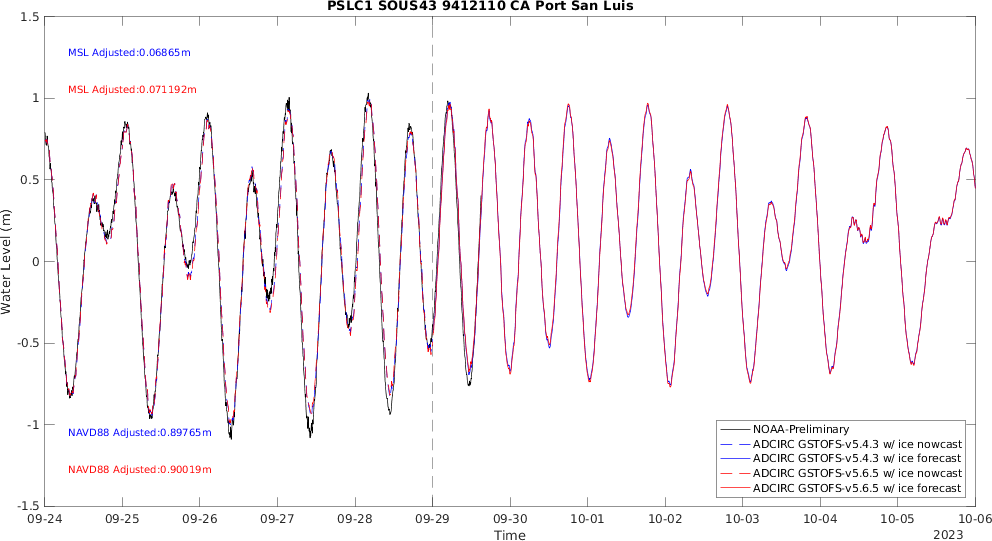 PSLC1 SOUS43 9412110 CA Port San Luis
1.5
MSL Adjusted:0.06865m
MSL Adjusted:0.071192m
1
0.5
0
Water Level (m)
-0.5
-1
NAVD88 Adjusted:0.89765m
NAVD88 Adjusted:0.90019m
-1.5
NOAA-Preliminary
ADCIRC GSTOFS-v5.4.3 w/ ice nowcast
ADCIRC GSTOFS-v5.4.3 w/ ice forecast
ADCIRC GSTOFS-v5.6.5 w/ ice nowcast
ADCIRC GSTOFS-v5.6.5 w/ ice forecast
09-24 09-25 09-26 09-27 09-28 09-29 09-30 10-01 10-02 10-03 10-04 10-05 10-06
Time
2023